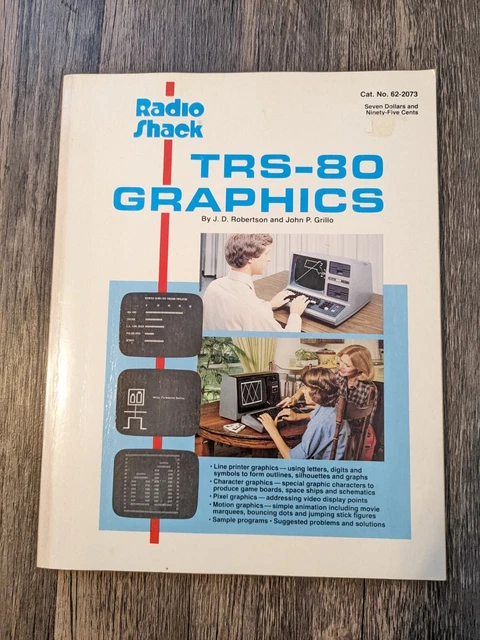 Radio
Shack
Cat. No. 62-2073
Seven Dollars and
Ninety-Five Cents
TRS-80
GRAPHICS
By J. D. Robertson and John P. Grillo
• Line printer graphics — using letters, digits and
symbols to form outlines, silhouettes and graphs
• Character graphics — special graphic characters to
produce game boards, space ships and schematics
• Pixel graphics — addressing video display points
• Motion graphics — simple animation including movie
marquees, bouncing dots and jumping stick figures
• Sample programs • Suggested problems and solutions